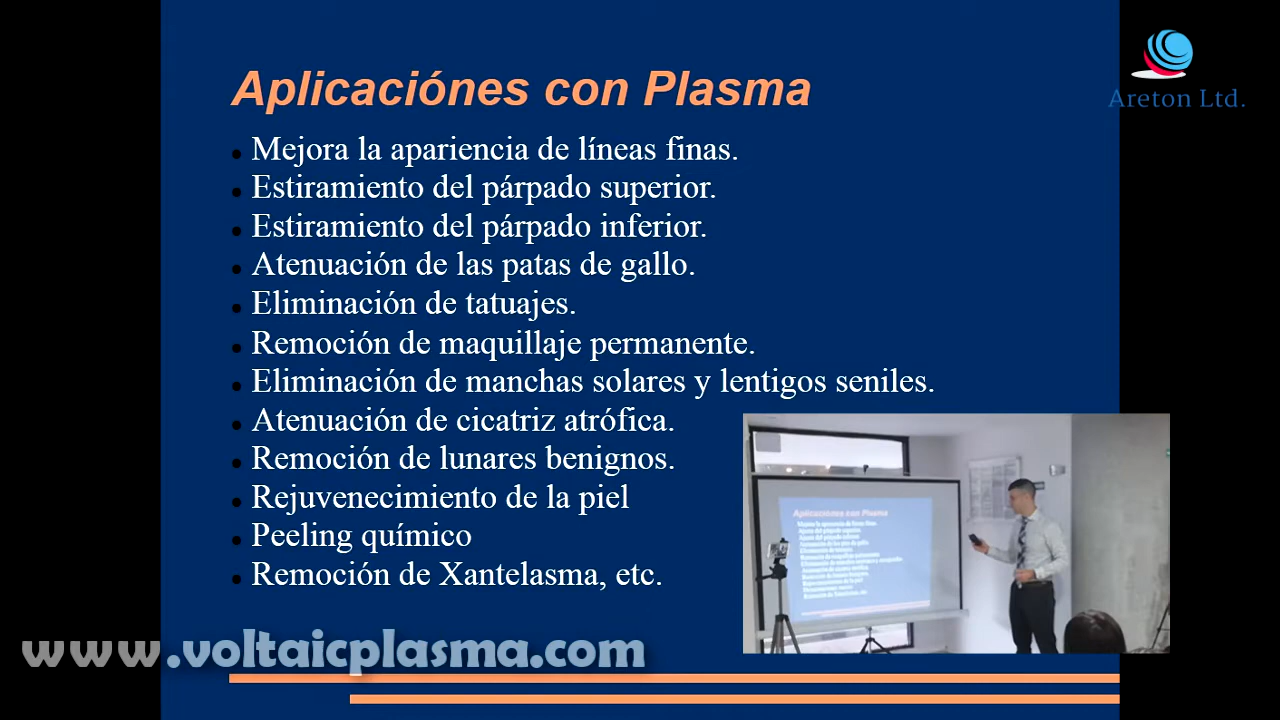 Aplicaciónes con Plasma
Areton Ltd.
Mejora la apariencia de líneas finas.
Estiramiento del párpado superior.
Estiramiento del párpado inferior.
Atenuación de las patas de gallo.
Eliminación de tatuajes.
Remoción de maquillaje permanente.
Eliminación de manchas solares y lentigos seniles.
Atenuación de cicatriz atrófica.
Remoción de lunares benignos.
Rejuvenecimiento de la piel
Peeling químico
Remoción de Xantelasma, etc.
Aplicaciones con Plasma
www.voltaicplasma.com